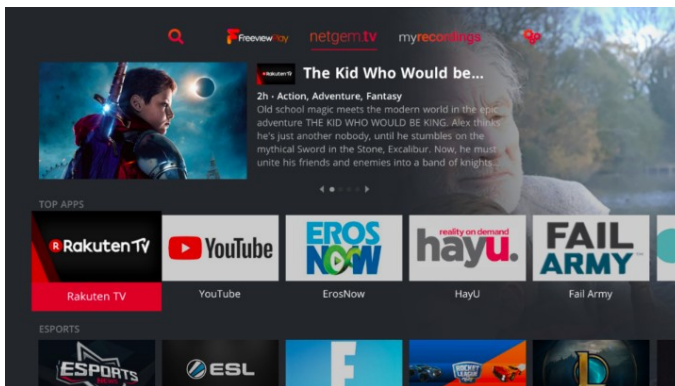 FreeviewPlay netgem.tv myrecordings
Rakuten TV The Kid Who Would be...
2h · Action, Adventure, Fantasy
Old school magic meets the modern world in the epic
adventure THE KID WHO WOULD BE KING. Alex thinks
he's just another nobody, until he stumbles on the
mythical Sword in the Stone, Excalibur. Now, he must
unite his friends and enemies into a band of knights...
TOP APPS
Rakuten TV YouTube EROS NOW reality on demand hayu. FAIL ARMY
Rakuten TV YouTube ErosNow HayU Fail Army
ESPORTS
ESPORTS ESL F ROCKET LEAGUE L